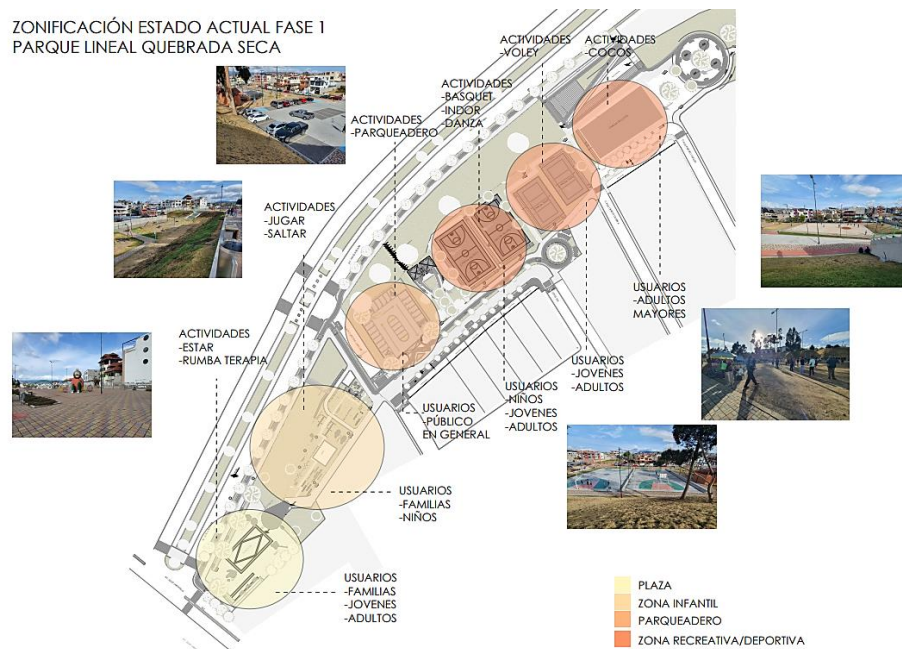 ZONIFICACIÓN ESTADO ACTUAL FASE 1
PARQUE LINEAL QUEBRADA SECA
ACTIVIDADES
-VOLEY
ACTIVIDADES
-COCOS
ACTIVIDADES
-BASQUET
-INDOR
-DANZA
ACTIVIDADES
-PARQUEADERO
ACTIVIDADES
-JUGAR
-SALTAR
ACTIVIDADES
-ESTAR
-RUMBA TERAPIA
USUARIOS
-ADULTOS
MAYORES
USUARIOS
-JOVENES
-ADULTOS
USUARIOS
-NIÑOS
-JOVENES
-ADULTOS
USUARIOS
-PÚBLICO
EN GENERAL
USUARIOS
-FAMILIAS
-NIÑOS
USUARIOS
-FAMILIAS
-JOVENES
-ADULTOS
PLAZA
ZONA INFANTIL
PARQUEADERO
ZONA RECREATIVA/DEPORTIVA